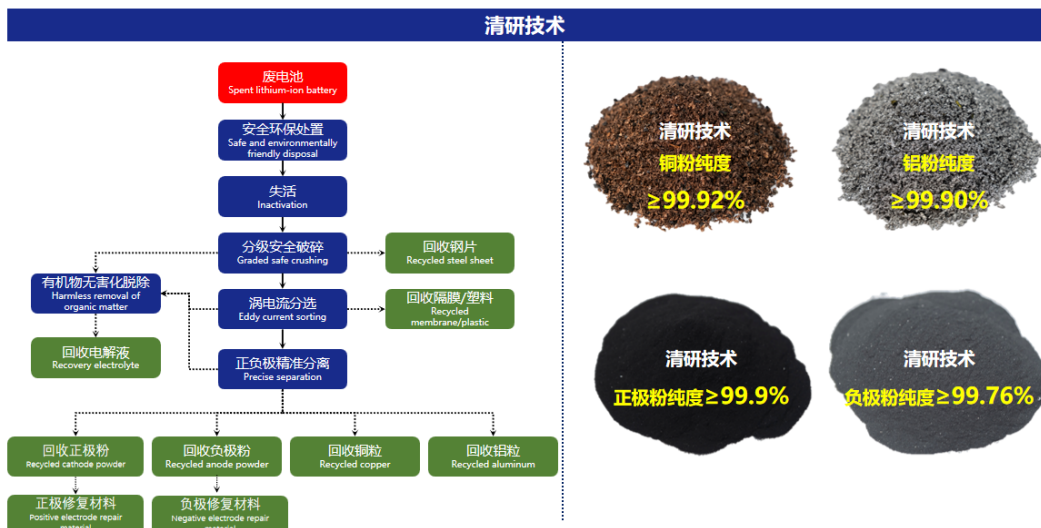 清研技术
废电池
Spent lithium-ion battery
安全环保处置
Safe and environmentally
friendly disposal
失活
Inactivation
分级安全破碎
Graded safe crushing
回收钢片
Recycled steel sheet
有机物无害化脱除
Harmless removal of
organic matter
涡电流分选
Eddy current sorting
回收隔膜/塑料
Recycled
membrane/plastic
回收电解液
Recovery electrolyte
正负极精准分离
Precise separation
回收正极粉
Recycled cathode powder
回收负极粉
Recycled anode powder
回收铜粒
Recycled copper
回收铝粒
Recycled aluminum
正极修复材料
Positive electrode repair
material
负极修复材料
Negative electrode repair
material
清研技术
铜粉纯度
≥99.92%
清研技术
铝粉纯度
≥99.90%
清研技术
正极粉纯度≥99.9%
清研技术
负极粉纯度≥99.76%